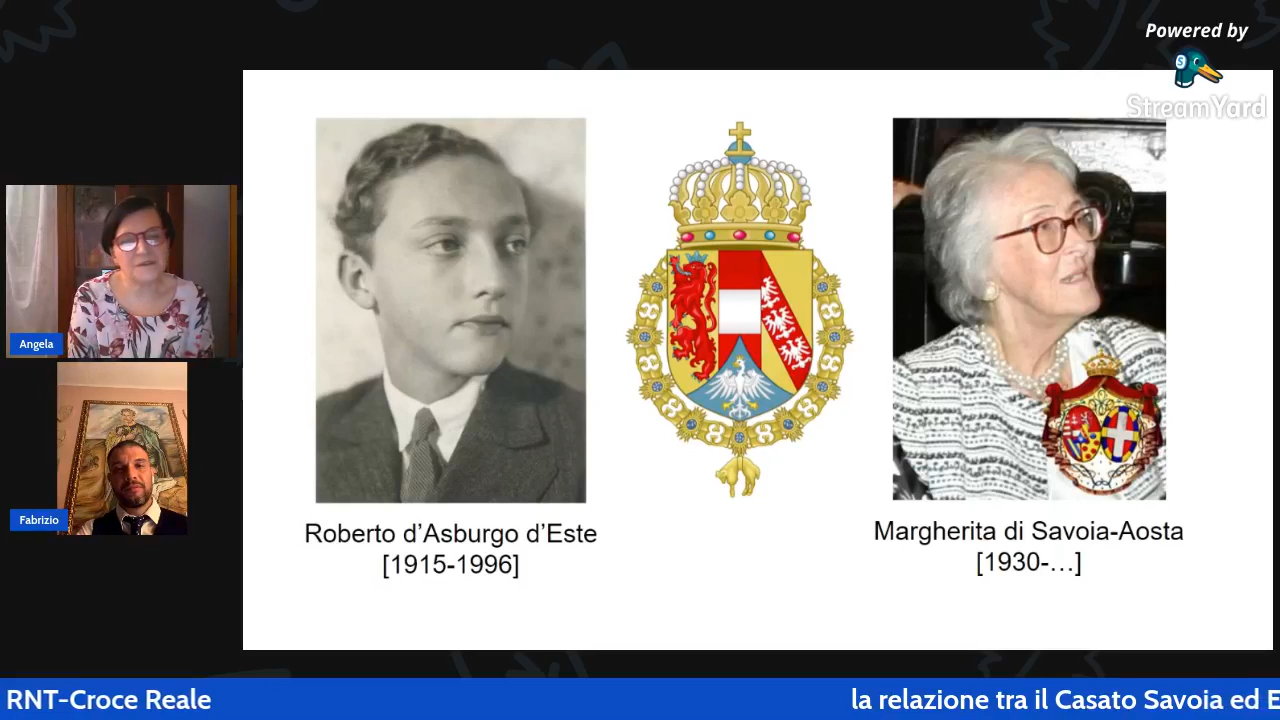 Powered by
StreamYard
Angela
Fabrizio
Roberto d'Asburgo d'Este
[1915-1996]
Margherita di Savoia-Aosta
[1930-…]
RNT-Croce Reale
la relazione tra il Casato Savoia ed E